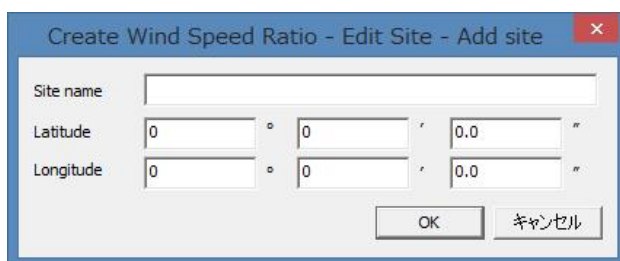 Create Wind Speed Ratio - Edit Site - Add site
Site name
Latitude 0 ° 0 ′ 0.0 ″
Longitude 0 ° 0 ′ 0.0 ″
OK キャンセル